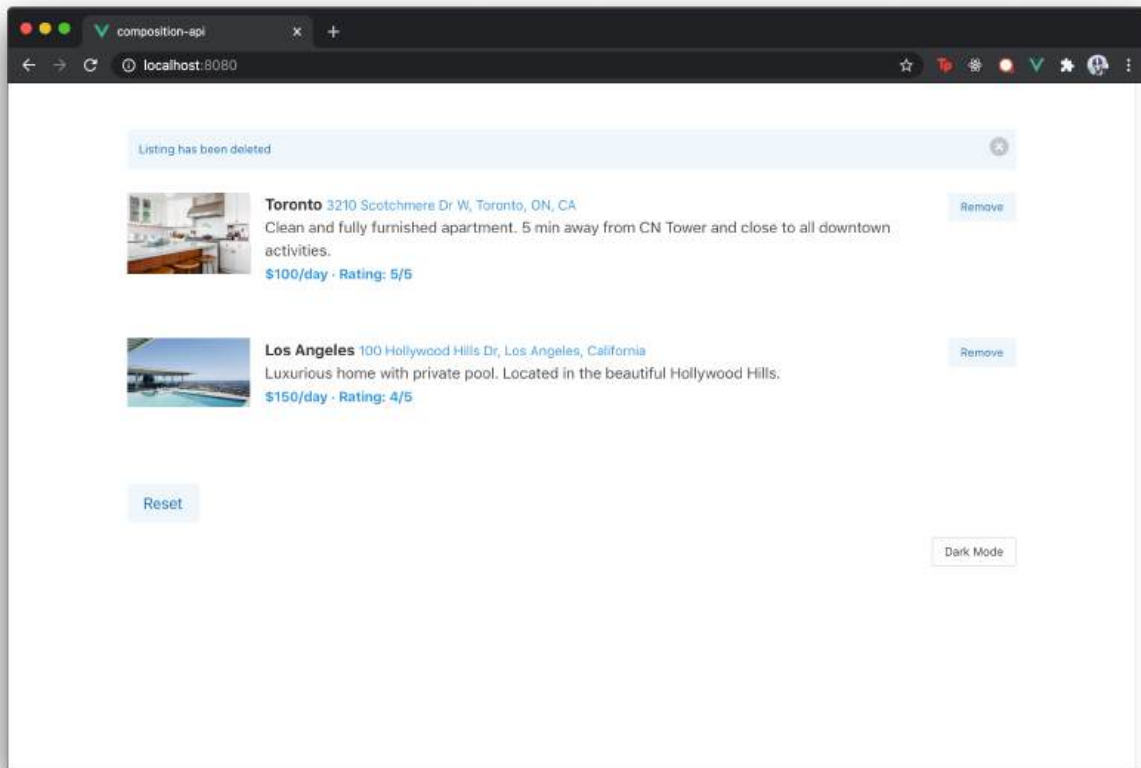 composition-api
localhost:8080
Tp
Listing has been deleted
Toronto 3210 Scotchmere Dr W, Toronto, ON, CA
Remove
Clean and fully furnished apartment. 5 min away from CN Tower and close to all downtown
activities.
$100/day · Rating: 5/5
Los Angeles 100 Hollywood Hills Dr, Los Angeles, California
Remove
Luxurious home with private pool. Located in the beautiful Hollywood Hills.
$150/day · Rating: 4/5
Reset
Dark Mode